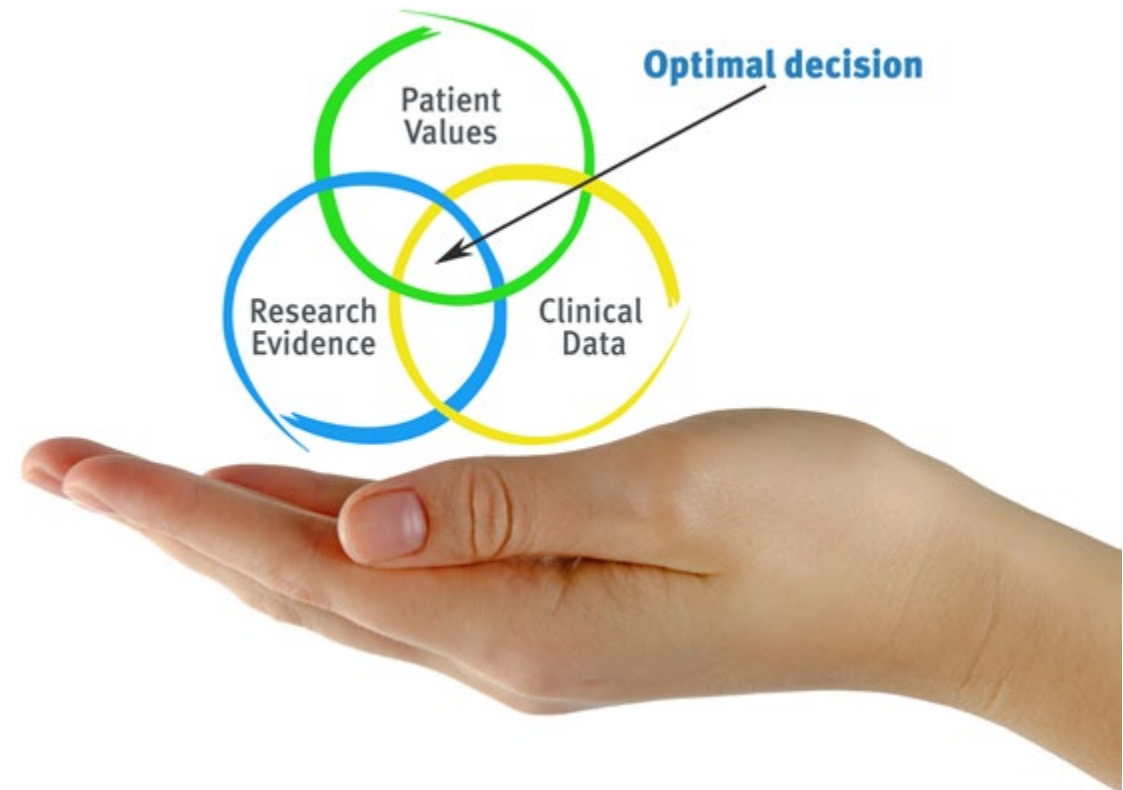 Optimal decision
Patient
Values
Research
Evidence
Clinical
Data